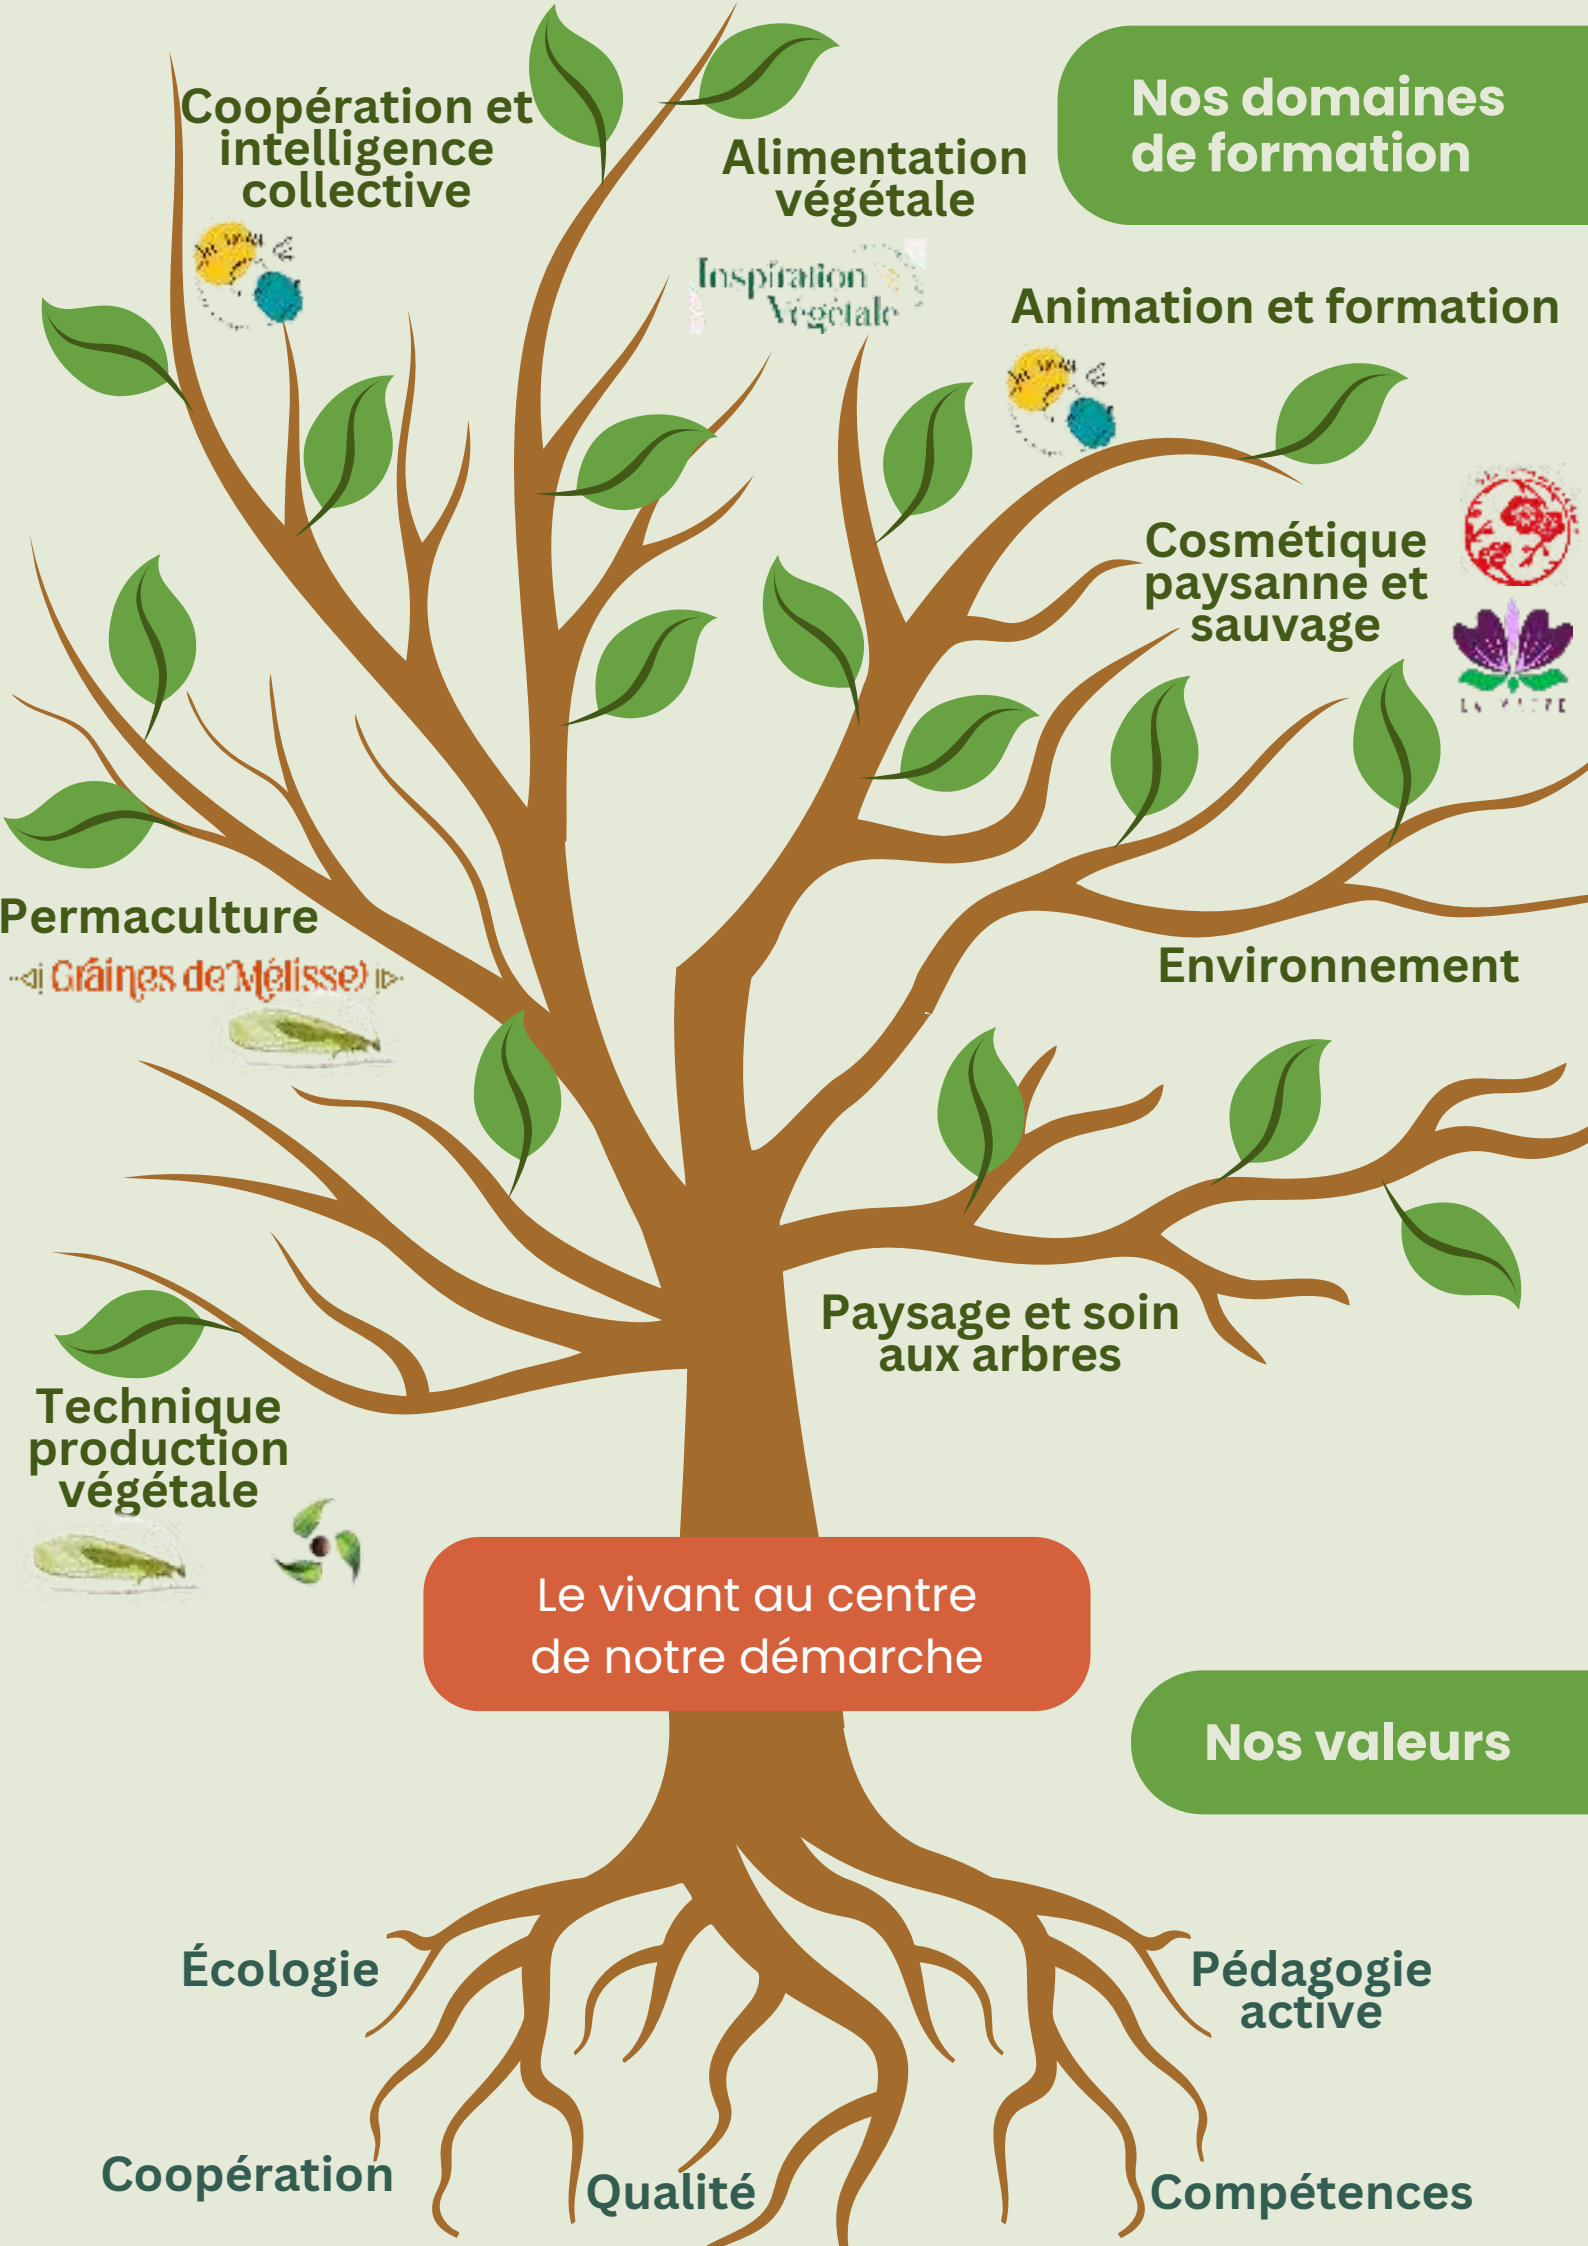 Nos domaines
de formation
Coopération et
intelligence
collective
Alimentation
végétale
Inspiration
Végétale
Animation et formation
Cosmétique
paysanne et
sauvage
Permaculture
Graines de Mélisse
Environnement
Paysage et soin
aux arbres
Technique
production
végétale
Le vivant au centre
de notre démarche
Nos valeurs
Écologie
Pédagogie
active
Coopération
Qualité
Compétences